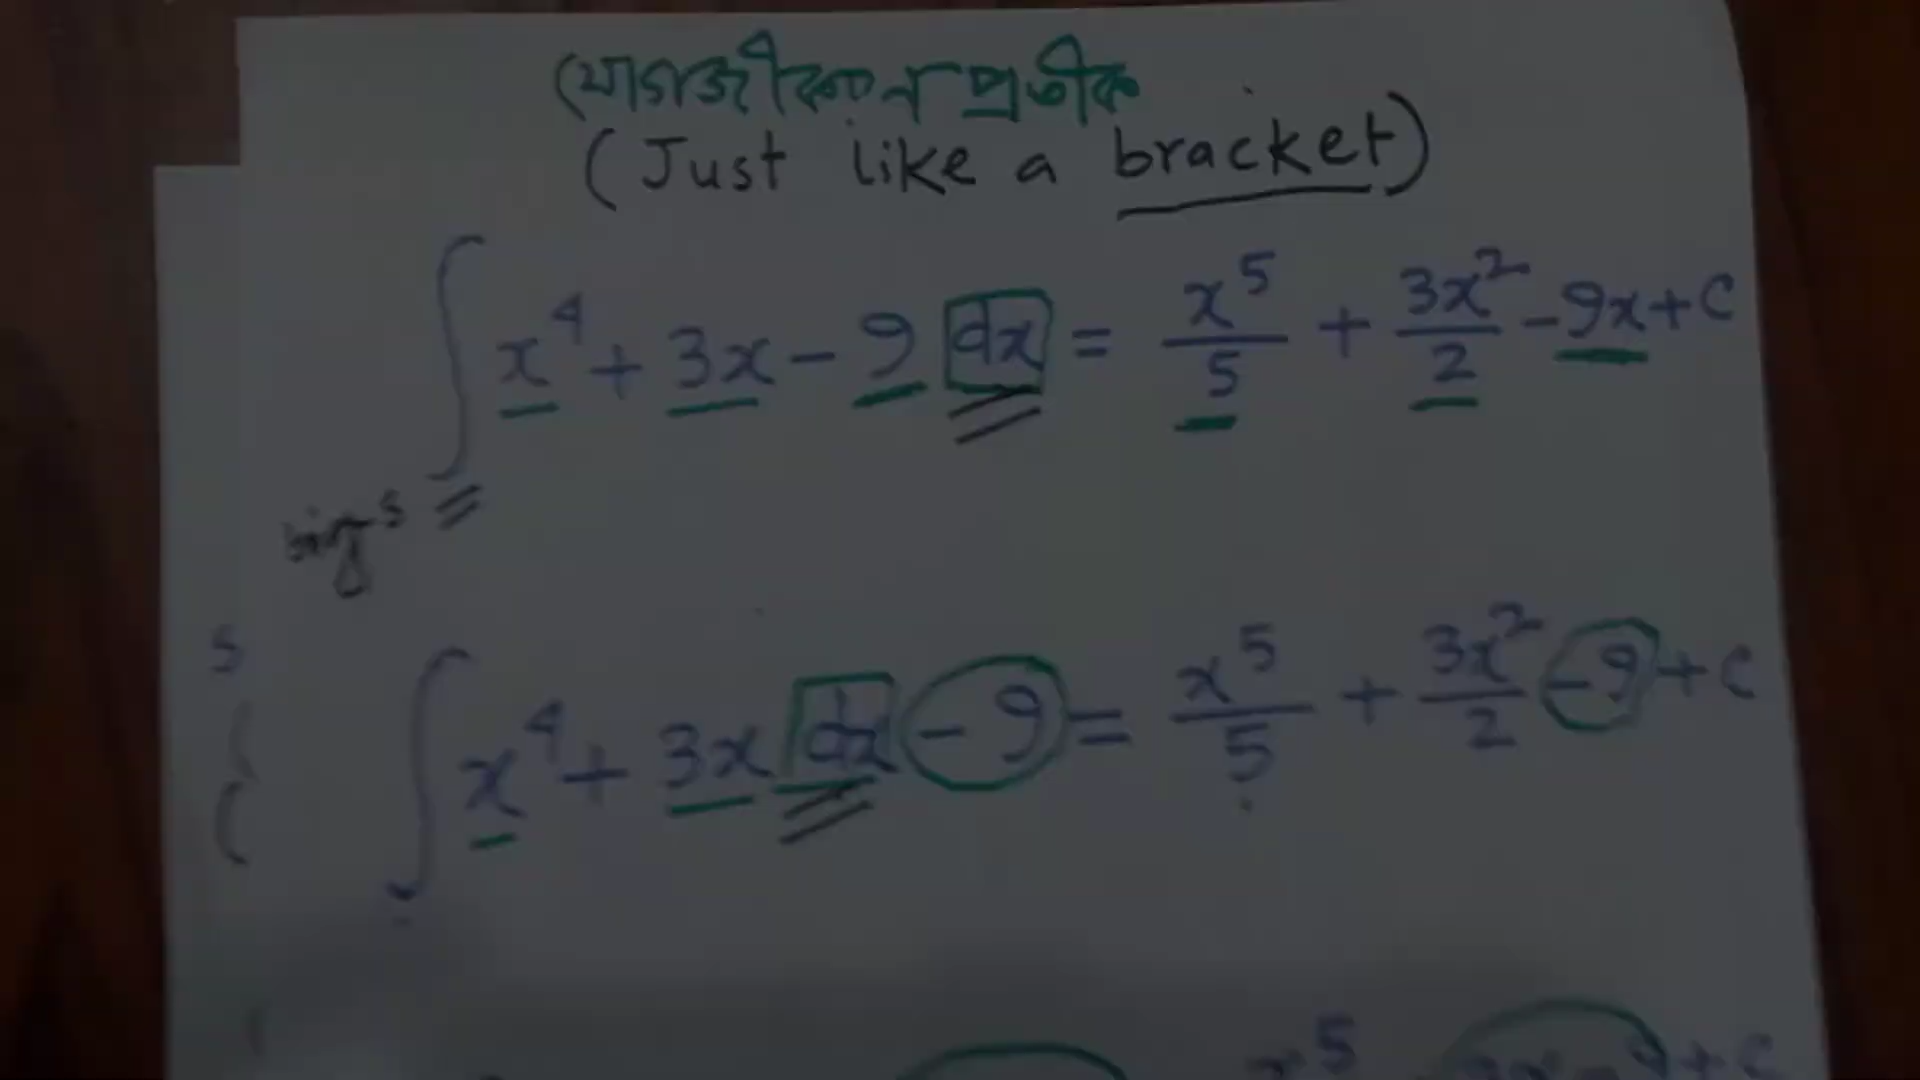 যোগজীকরণ প্রতীক
(Just like a bracket)
∫ x⁴ + 3x - 9 dx = x⁵/5 + 3x²/2 - 9x + c
big s
s
∫ x⁴ + 3x dx - 9 = x⁵/5 + 3x²/2 - 9 + c
(